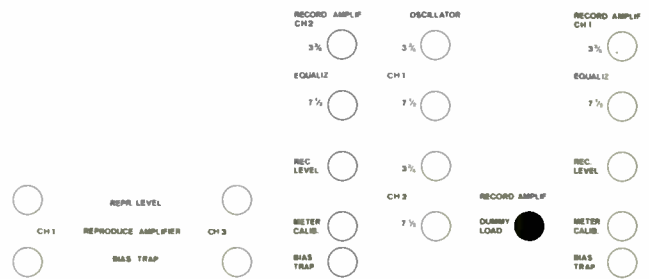 RECORD AMPLIF OSCILLATOR RECORD AMPLIF
CH 2 CH 1
3¾ 3¾ 3¾
EQUALIZ CH 1 EQUALIZ
7½ 7½ 7½
REC LEVEL 3¾ REC. LEVEL
REPR. LEVEL CH 2 RECORD AMPLIF
METER CALIB. 7½ DUMMY LOAD METER CALIB.
CH 1 REPRODUCE AMPLIFIER CH 3
BIAS TRAP BIAS TRAP BIAS TRAP